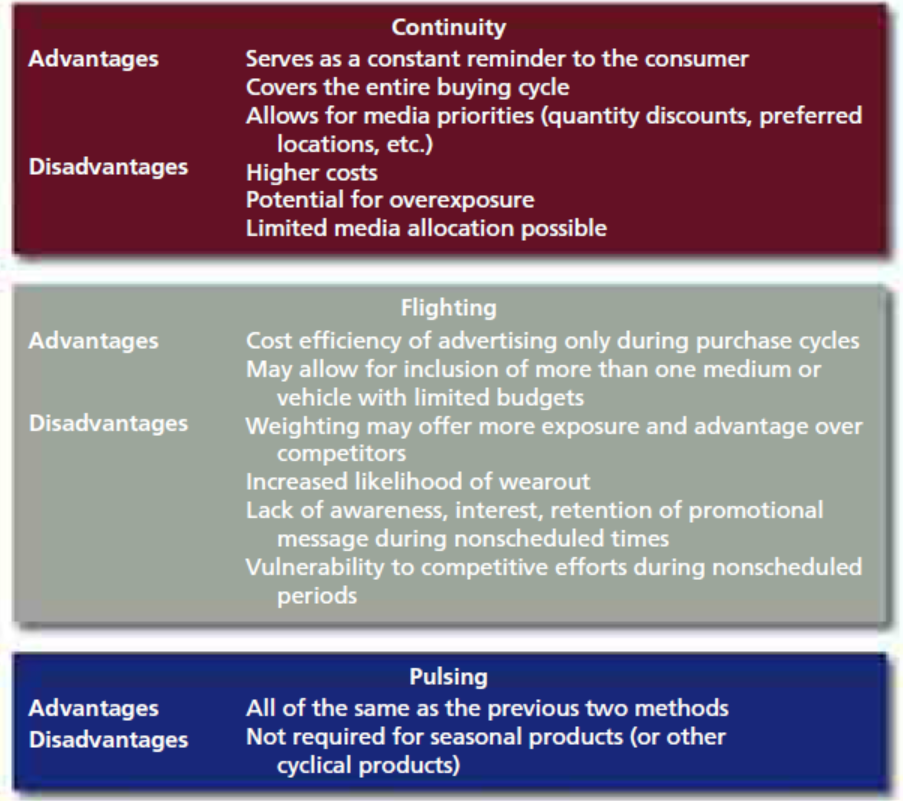 Continuity
Advantages Serves as a constant reminder to the consumer
Covers the entire buying cycle
Allows for media priorities (quantity discounts, preferred
locations, etc.)
Disadvantages Higher costs
Potential for overexposure
Limited media allocation possible
Flighting
Advantages Cost efficiency of advertising only during purchase cycles
May allow for inclusion of more than one medium or
vehicle with limited budgets
Disadvantages Weighting may offer more exposure and advantage over
competitors
Increased likelihood of wearout
Lack of awareness, interest, retention of promotional
message during nonscheduled times
Vulnerability to competitive efforts during nonscheduled
periods
Pulsing
Advantages All of the same as the previous two methods
Disadvantages Not required for seasonal products (or other
cyclical products)